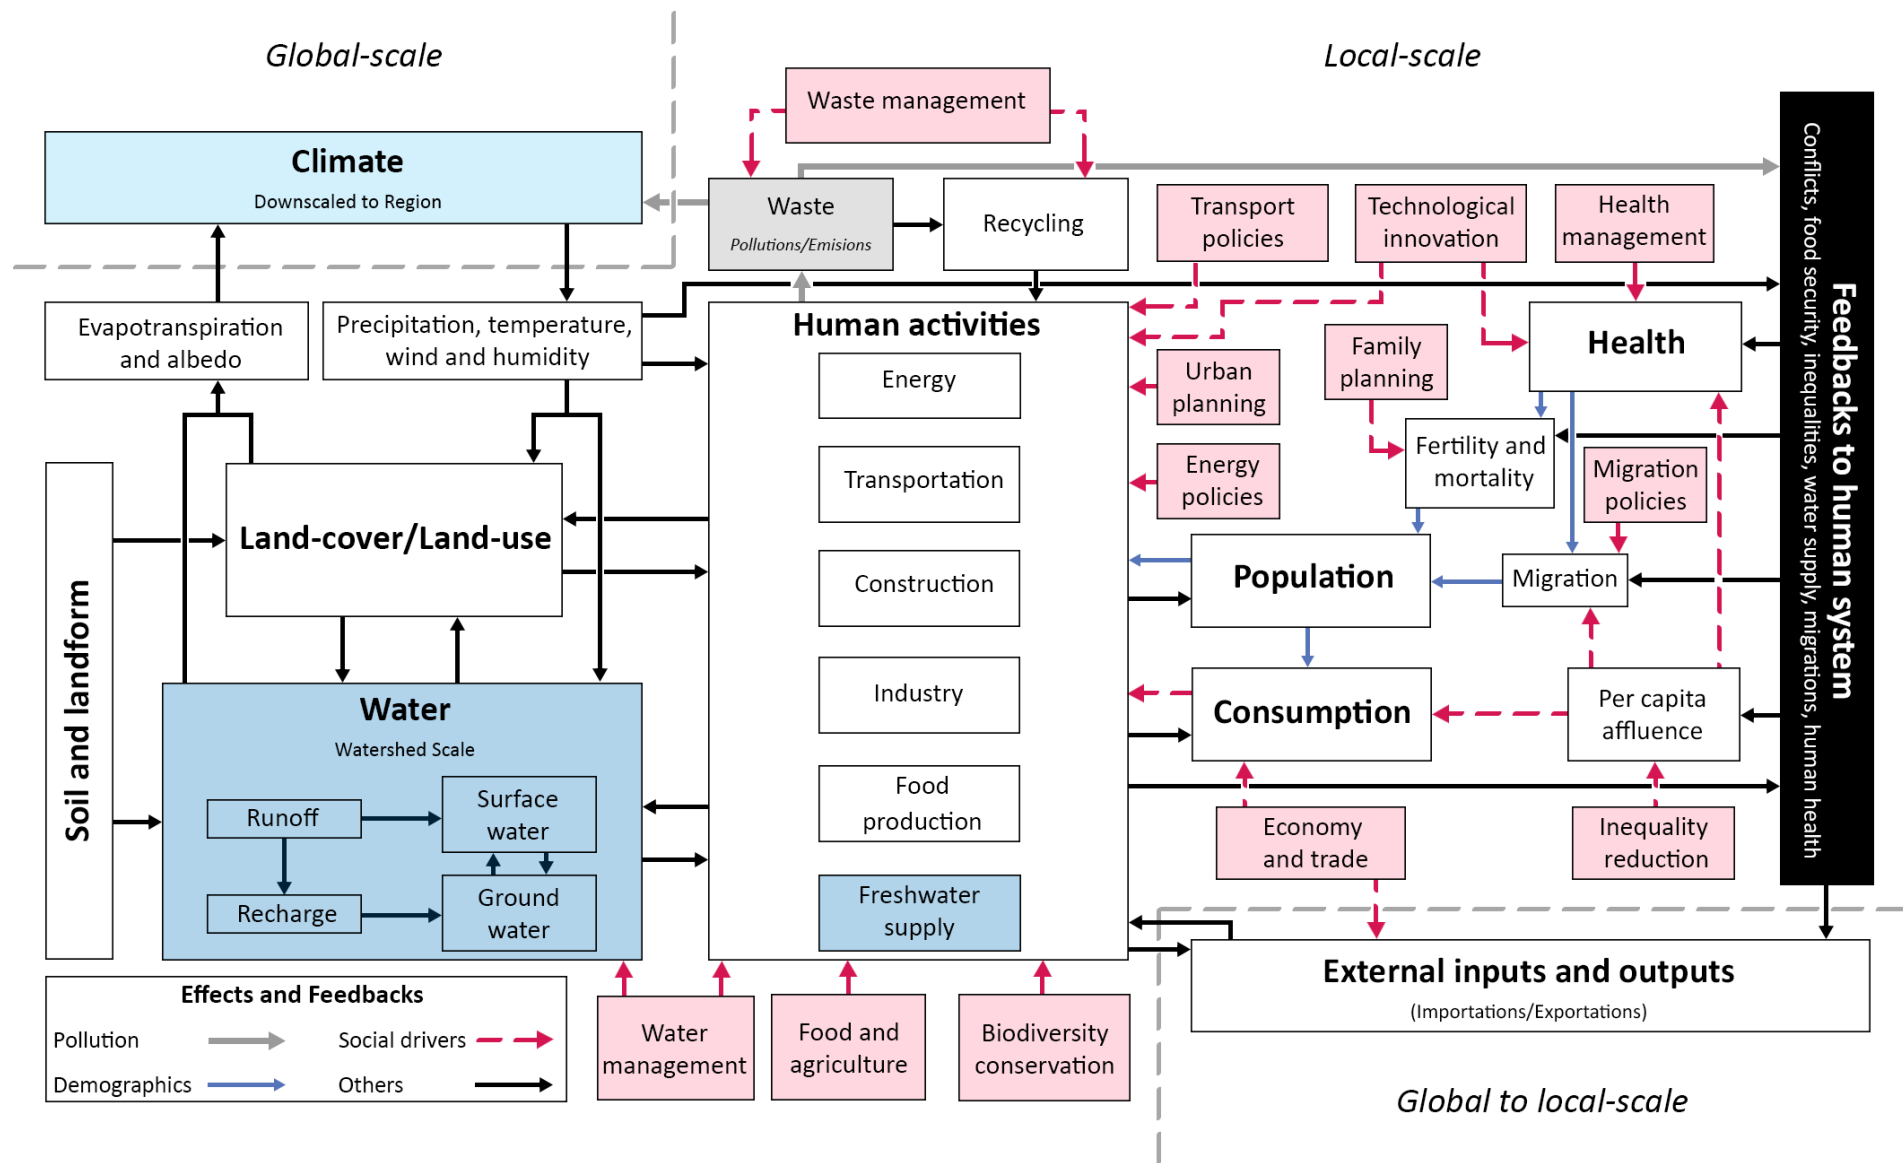 Global-scale
Local-scale
Waste management
Climate
Downscaled to Region
Waste
Pollutions/Emisions
Recycling
Transport
policies
Technological
innovation
Health
management
Evapotranspiration
and albedo
Precipitation, temperature,
wind and humidity
Human activities
Energy
Transportation
Construction
Industry
Food
production
Freshwater
supply
Urban
planning
Energy
policies
Family
planning
Health
Fertility and
mortality
Migration
policies
Population
Migration
Consumption
Per capita
affluence
Economy
and trade
Inequality
reduction
Feedbacks to human system
Conflicts, food security, inequalities, water supply, migrations, human health
Soil and landform
Land-cover/Land-use
Water
Watershed Scale
Runoff
Surface
water
Recharge
Ground
water
External inputs and outputs
(Importations/Exportations)
Effects and Feedbacks
Pollution
Social drivers
Demographics
Others
Water
management
Food and
agriculture
Biodiversity
conservation
Global to local-scale